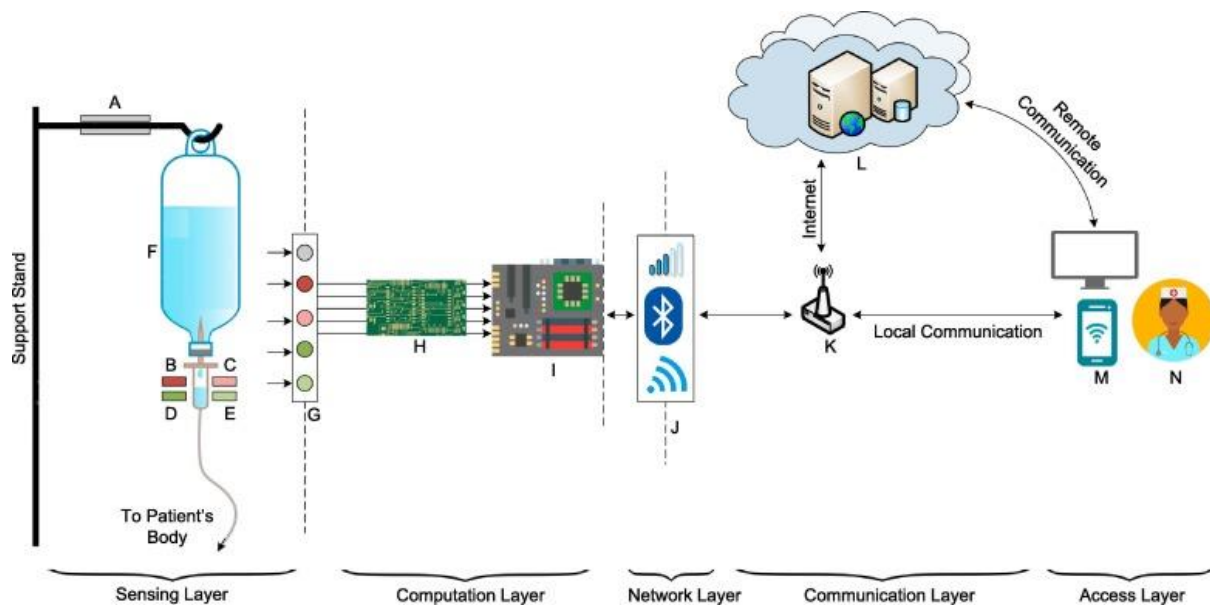 A
F
B
C
D
E
G
H
I
J
K
L
M
N
Support Stand
To Patient's
Body
Internet
Remote
Communication
Local Communication
Sensing Layer
Computation Layer
Network Layer
Communication Layer
Access Layer